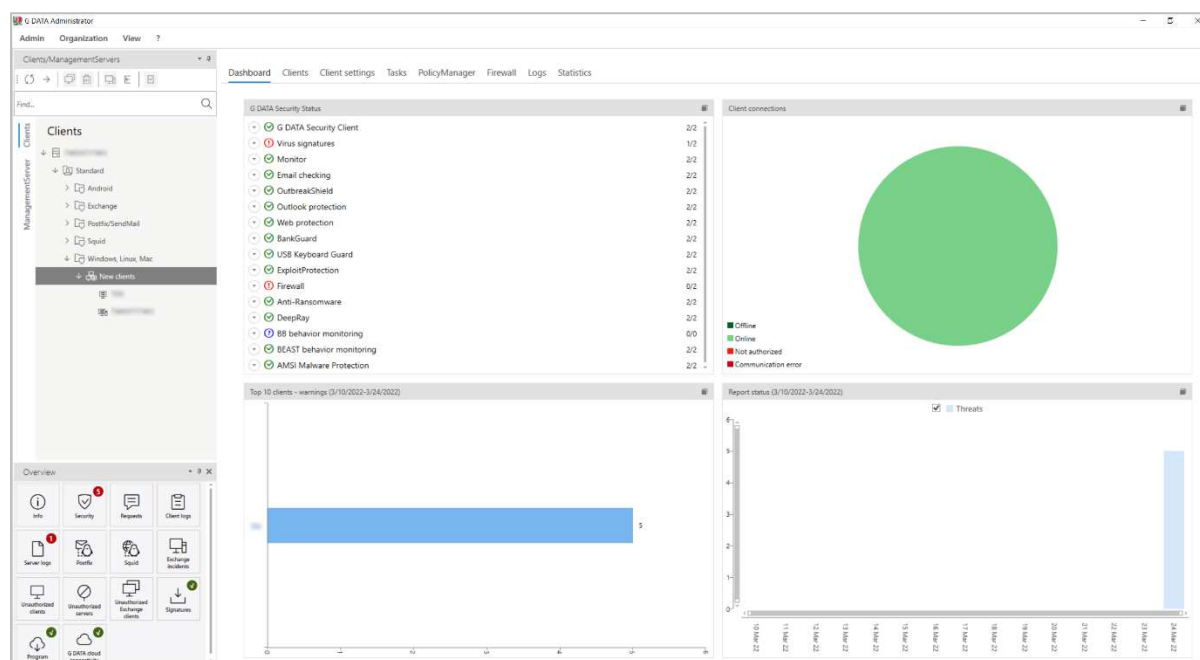 G DATA Administrator
Admin Organization View ?
Clients/ManagementServers
Find...
Clients
ManagementServer
Clients
Standard
Android
Exchange
Postfix/SendMail
Squid
Windows, Linux, Mac
New clients
Overview
Info
Security 5
Requests
Client logs
Server logs 1
Postfix
Squid
Exchange incidents
Unauthorized clients
Unauthorized servers
Unauthorized Exchange clients
Signatures
Program
G DATA cloud
Dashboard Clients Client settings Tasks PolicyManager Firewall Logs Statistics
G DATA Security Status
G DATA Security Client 2/2
Virus signatures 1/2
Monitor 2/2
Email checking 2/2
OutbreakShield 2/2
Outlook protection 2/2
Web protection 2/2
BankGuard 2/2
USB Keyboard Guard 2/2
ExploitProtection 2/2
Firewall 0/2
Anti-Ransomware 2/2
DeepRay 2/2
BB behavior monitoring 0/0
BEAST behavior monitoring 2/2
AMSI Malware Protection 2/2
Client connections
Offline
Online
Not authorized
Communication error
Top 10 clients - warnings (3/10/2022-3/24/2022)
5
0 1 2 3 4 5 6
Report status (3/10/2022-3/24/2022)
Threats
6
5
4
3
2
1
0
10 Mar 22
11 Mar 22
12 Mar 22
13 Mar 22
14 Mar 22
15 Mar 22
16 Mar 22
17 Mar 22
18 Mar 22
19 Mar 22
20 Mar 22
21 Mar 22
22 Mar 22
23 Mar 22
24 Mar 22